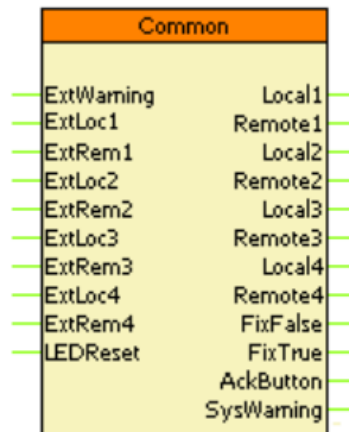 Common
ExtWarning Local1
ExtLoc1 Remote1
ExtRem1 Local2
ExtLoc2 Remote2
ExtRem2 Local3
ExtLoc3 Remote3
ExtRem3 Local4
ExtLoc4 Remote4
ExtRem4 FixFalse
LEDReset FixTrue
AckButton
SysWarning